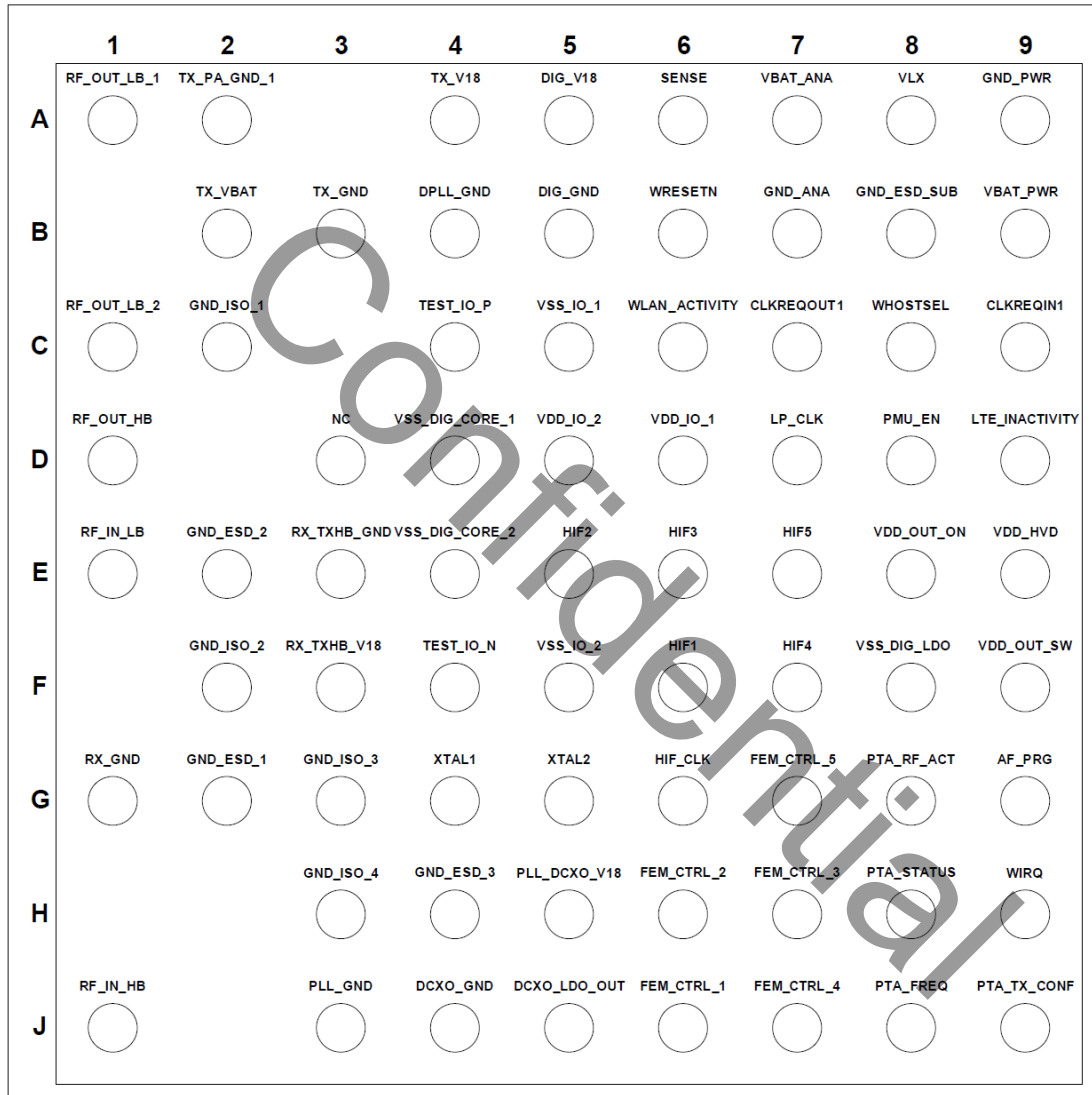 1 2 3 4 5 6 7 8 9
RF_OUT_LB_1 TX_PA_GND_1 TX_V18 DIG_V18 SENSE VBAT_ANA VLX GND_PWR
A
TX_VBAT TX_GND DPLL_GND DIG_GND WRESETN GND_ANA GND_ESD_SUB VBAT_PWR
B
RF_OUT_LB_2 GND_ISO_1 TEST_IO_P VSS_IO_1 WLAN_ACTIVITY CLKREQOUT1 WHOSTSEL CLKREQIN1
C
RF_OUT_HB NC VSS_DIG_CORE_1 VDD_IO_2 VDD_IO_1 LP_CLK PMU_EN LTE_INACTIVITY
D
RF_IN_LB GND_ESD_2 RX_TXHB_GND VSS_DIG_CORE_2 HIF2 HIF3 HIF5 VDD_OUT_ON VDD_HVD
E
GND_ISO_2 RX_TXHB_V18 TEST_IO_N VSS_IO_2 HIF1 HIF4 VSS_DIG_LDO VDD_OUT_SW
F
RX_GND GND_ESD_1 GND_ISO_3 XTAL1 XTAL2 HIF_CLK FEM_CTRL_5 PTA_RF_ACT AF_PRG
G
GND_ISO_4 GND_ESD_3 PLL_DCXO_V18 FEM_CTRL_2 FEM_CTRL_3 PTA_STATUS WIRQ
H
RF_IN_HB PLL_GND DCXO_GND DCXO_LDO_OUT FEM_CTRL_1 FEM_CTRL_4 PTA_FREQ PTA_TX_CONF
J
Confidential